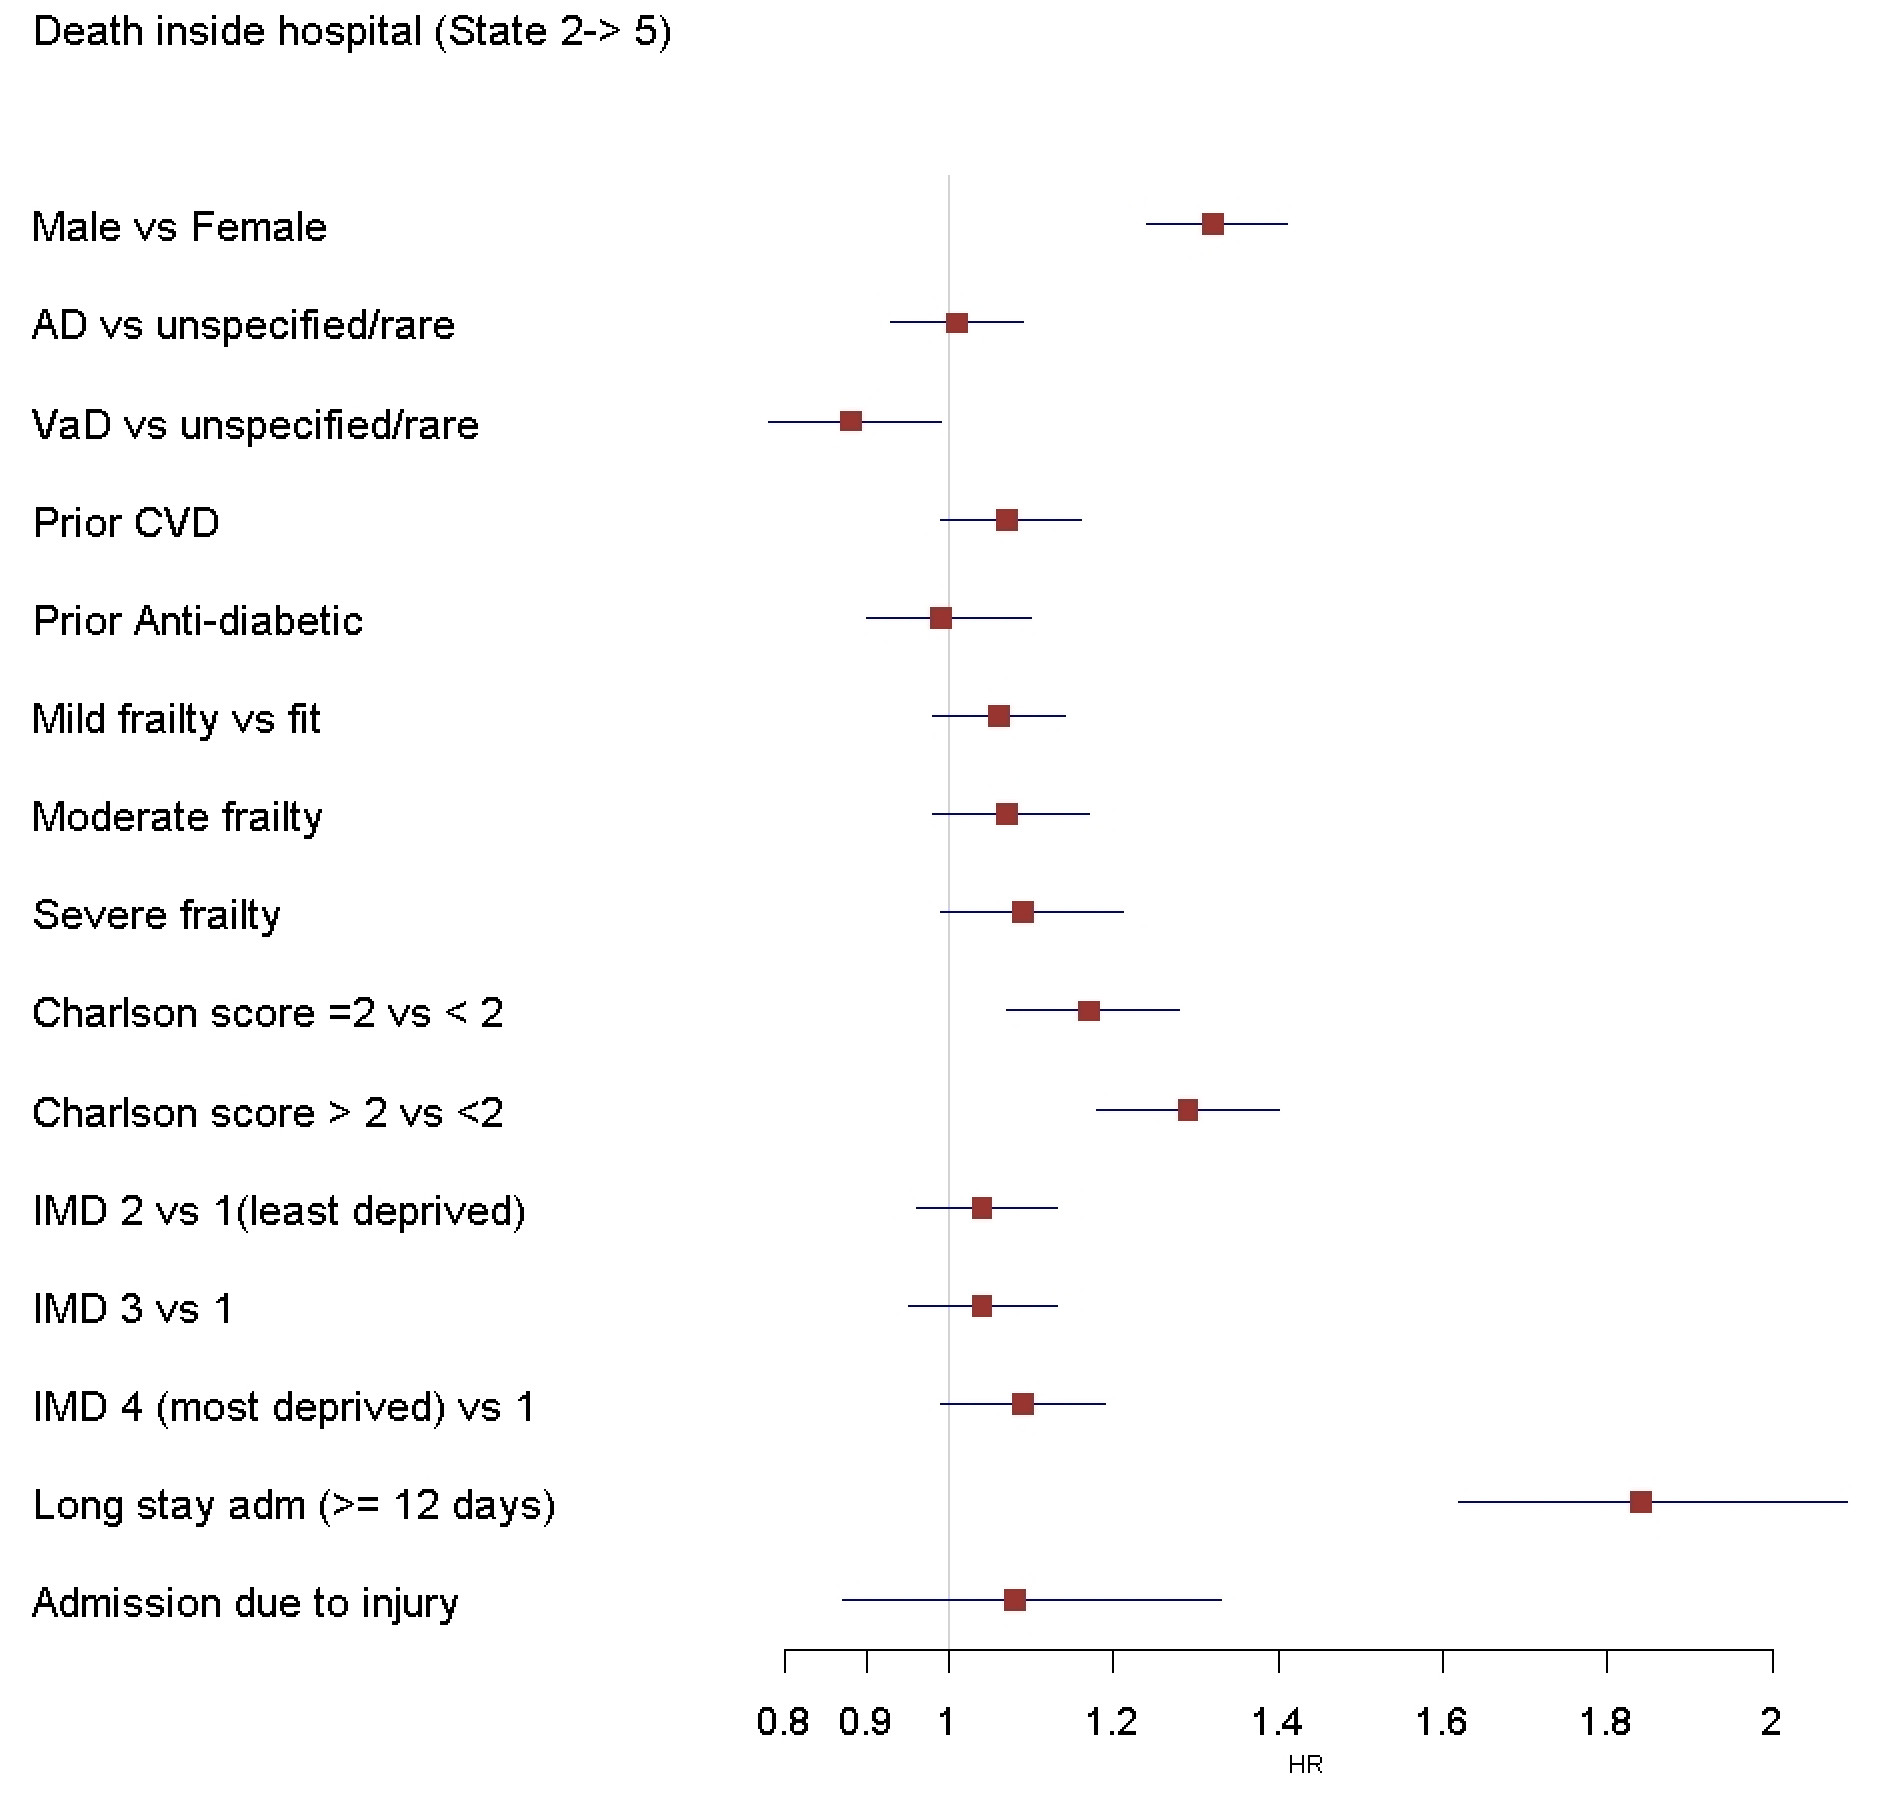 Death inside hospital (State 2-> 5)
Male vs Female
AD vs unspecified/rare
VaD vs unspecified/rare
Prior CVD
Prior Anti-diabetic
Mild frailty vs fit
Moderate frailty
Severe frailty
Charlson score =2 vs < 2
Charlson score > 2 vs <2
IMD 2 vs 1(least deprived)
IMD 3 vs 1
IMD 4 (most deprived) vs 1
Long stay adm (>= 12 days)
Admission due to injury
0.8 0.9 1 1.2 1.4 1.6 1.8 2
HR